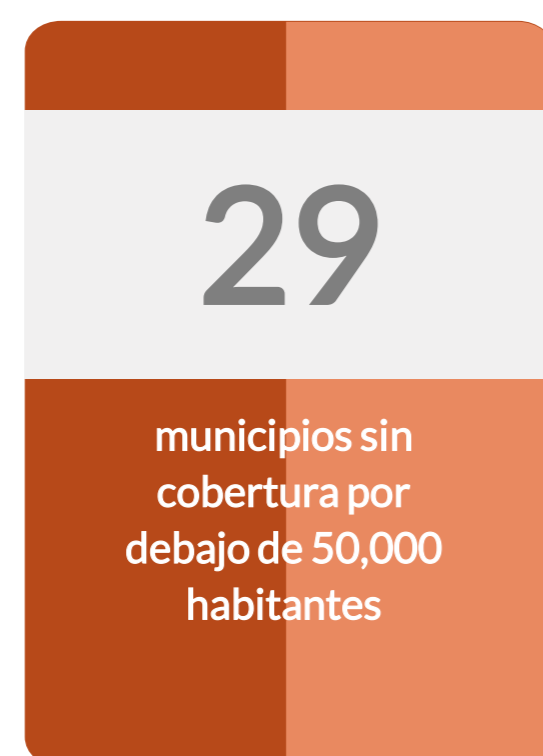 29
municipios sin
cobertura por
debajo de 50,000
habitantes